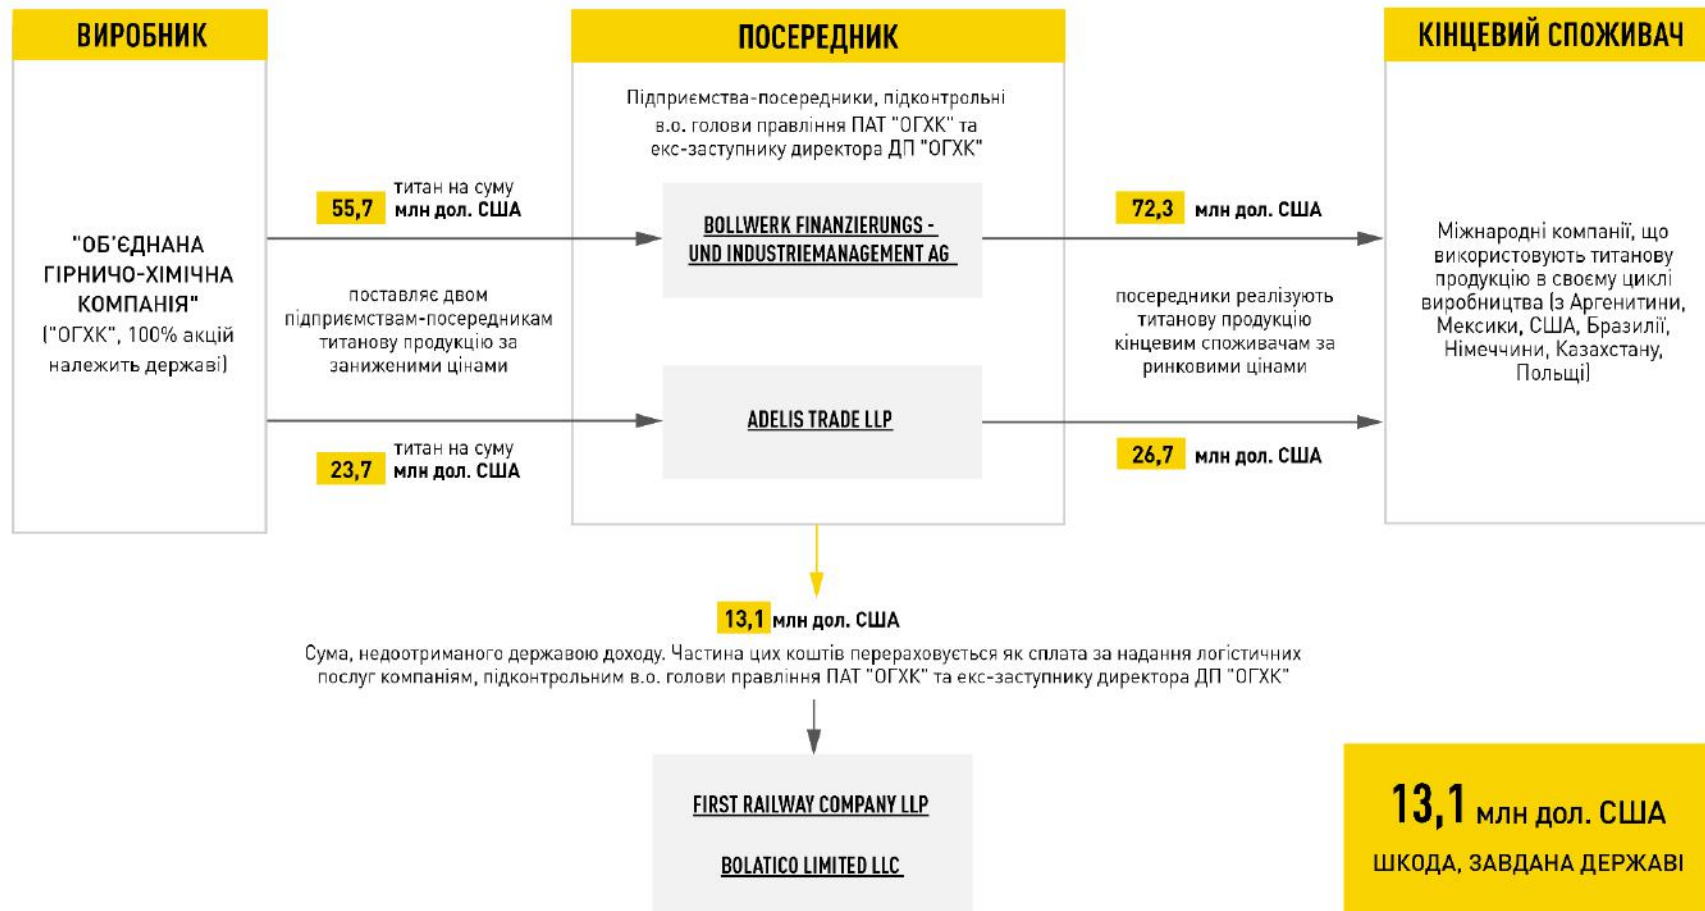 ВИРОБНИК
"ОБ’ЄДНАНА
ГІРНИЧО-ХІМІЧНА
КОМПАНІЯ"
("ОГХК", 100% акцій
належить державі)
титан на суму
55,7 млн дол. США
поставляє двом
підприємствам-посередникам
титанову продукцію за
заниженими цінами
титан на суму
23,7 млн дол. США
ПОСЕРЕДНИК
Підприємства-посередники, підконтрольні
в.о. голови правління ПАТ "ОГХК" та
екс-заступнику директора ДП "ОГХК"
BOLLWERK FINANZIERUNGS -
UND INDUSTRIEMANAGEMENT AG
ADELIS TRADE LLP
72,3 млн дол. США
посередники реалізують
титанову продукцію
кінцевим споживачам за
ринковими цінами
26,7 млн дол. США
КІНЦЕВИЙ СПОЖИВАЧ
Міжнародні компанії, що
використовують титанову
продукцію в своєму циклі
виробництва (з Аргенитини,
Мексики, США, Бразилії,
Німеччини, Казахстану,
Польщі)
13,1 млн дол. США
Сума, недоотриманого державою доходу. Частина цих коштів перераховується як сплата за надання логістичних
послуг компаніям, підконтрольним в.о. голови правління ПАТ "ОГХК" та екс-заступнику директора ДП "ОГХК"
FIRST RAILWAY COMPANY LLP
BOLATICO LIMITED LLC
13,1 млн дол. США
ШКОДА, ЗАВДАНА ДЕРЖАВІ